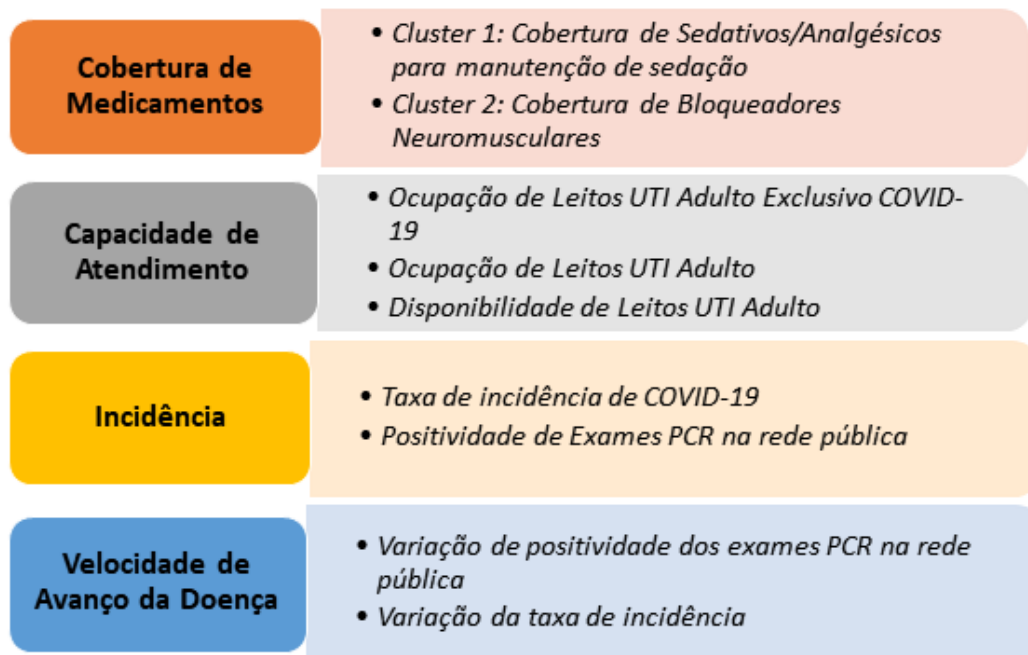 Cobertura de
Medicamentos
• Cluster 1: Cobertura de Sedativos/Analgésicos
para manutenção de sedação
• Cluster 2: Cobertura de Bloqueadores
Neuromusculares
Capacidade de
Atendimento
• Ocupação de Leitos UTI Adulto Exclusivo COVID-
19
• Ocupação de Leitos UTI Adulto
• Disponibilidade de Leitos UTI Adulto
Incidência
• Taxa de incidência de COVID-19
• Positividade de Exames PCR na rede pública
Velocidade de
Avanço da Doença
• Variação de positividade dos exames PCR na rede
pública
• Variação da taxa de incidência